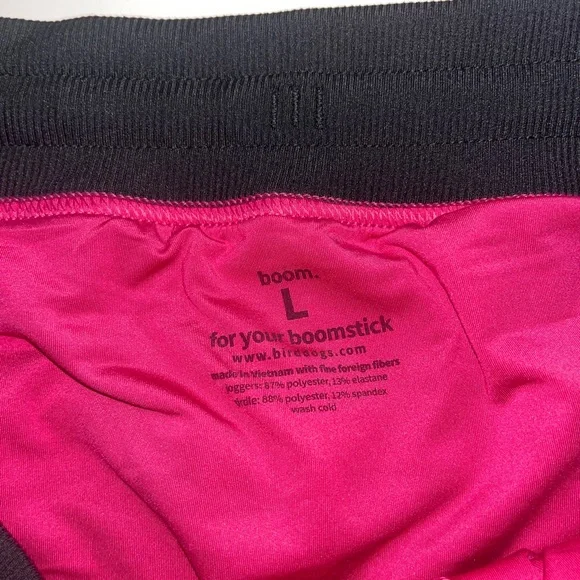 boom.
L
for your boomstick
www.birddogs.com
made in Vietnam with fine foreign fibers
joggers: 87% polyester, 13% elastane
birdie: 88% polyester, 12% spandex
wash cold